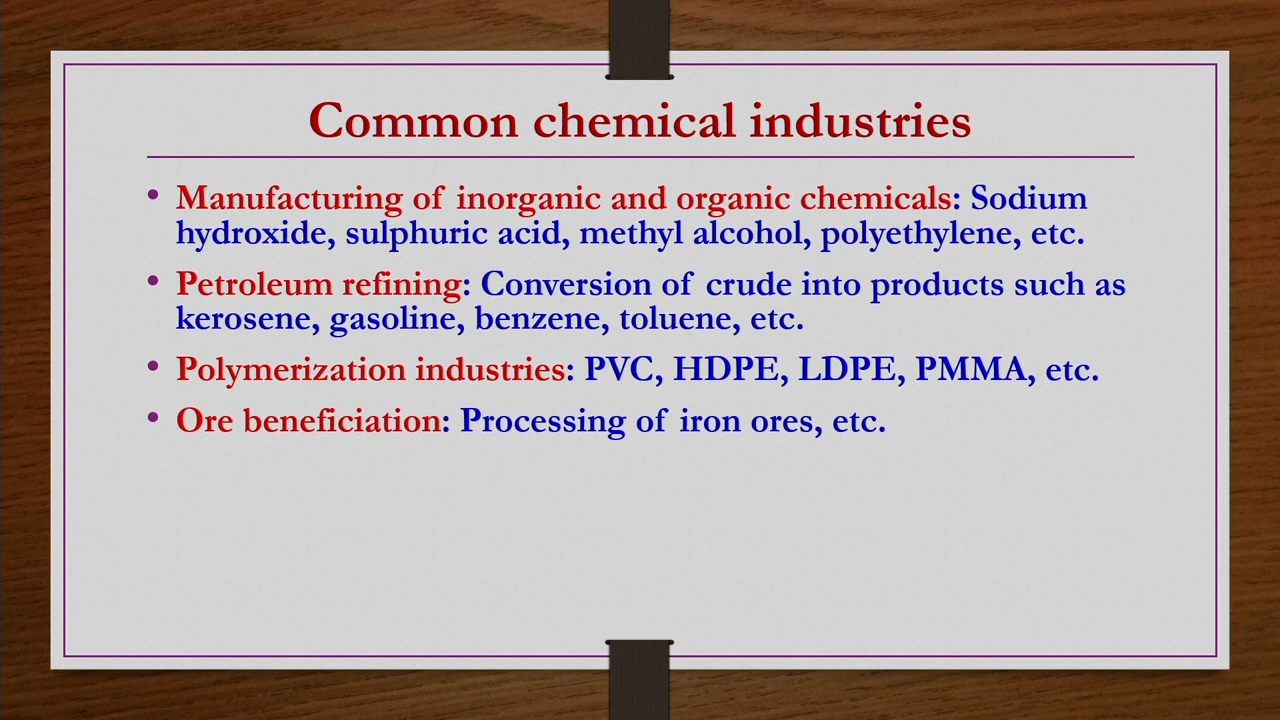 Common chemical industries
• Manufacturing of inorganic and organic chemicals: Sodium
hydroxide, sulphuric acid, methyl alcohol, polyethylene, etc.
• Petroleum refining: Conversion of crude into products such as
kerosene, gasoline, benzene, toluene, etc.
• Polymerization industries: PVC, HDPE, LDPE, PMMA, etc.
• Ore beneficiation: Processing of iron ores, etc.